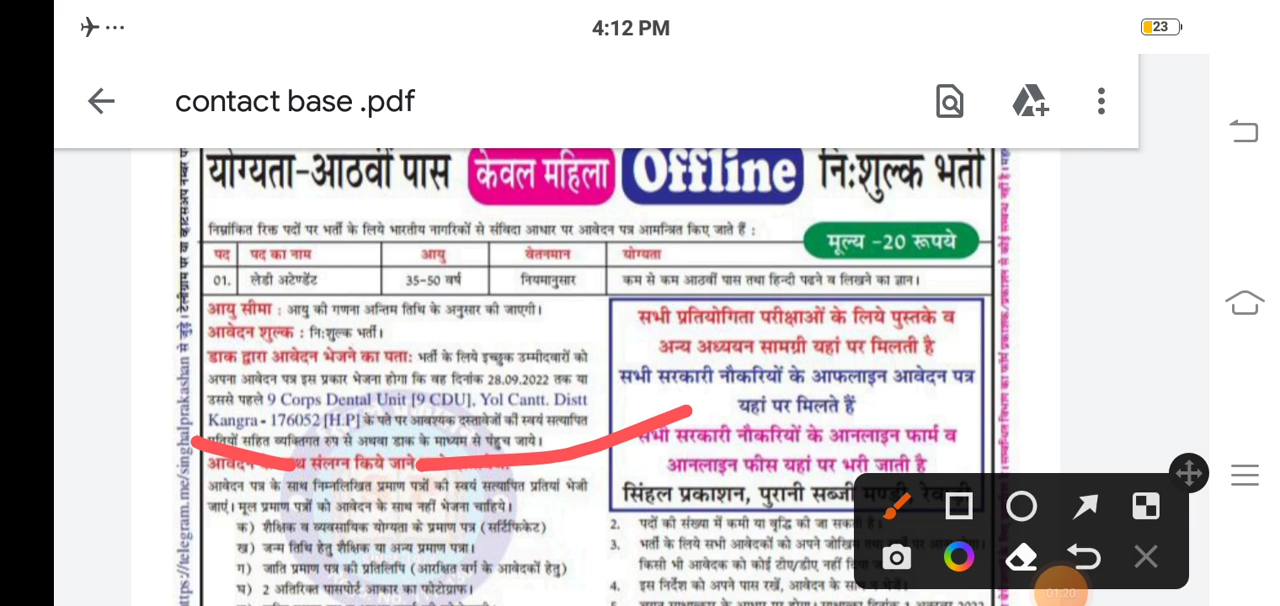 4:12 PM
23
contact base .pdf
योग्यता-आठवीं पास केवल महिला Offline नि:शुल्क भर्ती
निम्नांकित रिक्त पदों पर भर्ती के लिये भारतीय नागरिकों से संविदा आधार पर आवेदन पत्र आमन्त्रित किए जाते हैं :
मूल्य -20 रूपये
पद पद का नाम आयु वेतनमान योग्यता
01. लेडी अटेण्डेंट 35-50 वर्ष नियमानुसार कम से कम आठवीं पास तथा हिन्दी पढने व लिखने का ज्ञान।
आयु सीमा : आयु की गणना अन्तिम तिथि के अनुसार की जाएगी।
आवेदन शुल्क : नि:शुल्क भर्ती।
डाक द्वारा आवेदन भेजने का पता: भर्ती के लिये इच्छुक उम्मीदवारों को
अपना आवेदन पत्र इस प्रकार भेजना होगा कि वह दिनांक 28.09.2022 तक या
उससे पहले 9 Corps Dental Unit [9 CDU], Yol Cantt. Distt
Kangra - 176052 [H.P] के पते पर आवश्यक दस्तावेजों की स्वयं सत्यापित
प्रतियों सहित व्यक्तिगत रुप से अथवा डाक के माध्यम से पंहुच जाये।
आवेदन संलग्न किये जाने
आवेदन पत्र के साथ निम्नलिखित प्रमाण पत्रों की स्वयं सत्यापित प्रतियां भेजी
जाएं। मूल प्रमाण पत्रों को आवेदन के साथ नहीं भेजना चाहिये।
क) शैक्षिक व व्यवसायिक योग्यता के प्रमाण पत्र (सर्टिफिकेट)
ख) जन्म तिथि हेतु शैक्षिक या अन्य प्रमाण पत्रा।
ग) जाति प्रमाण पत्र की प्रतिलिपि (आरक्षित वर्ग के आवेदकों हेतु)
घ) 2 अतिरिक्त पासपोर्ट आकार का फोटोग्राफ।
सभी प्रतियोगिता परीक्षाओं के लिये पुस्तके व
अन्य अध्ययन सामग्री यहां पर मिलती है
सभी सरकारी नौकरियों के आफलाइन आवेदन पत्र
यहां पर मिलते हैं
सभी सरकारी नौकरियों के आनलाइन फार्म व
आनलाइन फीस यहां पर भरी जाती है
सिंहल प्रकाशन, पुरानी सब्जी मण्डी, रेवाड़ी
2. पदों की संख्या में कमी या वृद्धि की जा सकती है।
3. भर्ती के लिये सभी आवेदकों को अपने जोखिम
किसी भी आवेदक को कोई टीए/डीए नहीं दिया
4. इस निर्देश को अपने पास रखें, आवेदन के साथ न भेजें।
https://telegram.me/singhalprakashan से जुड़ें। टेलीग्राम पर या व्हाटसअप नम्बर
01:20